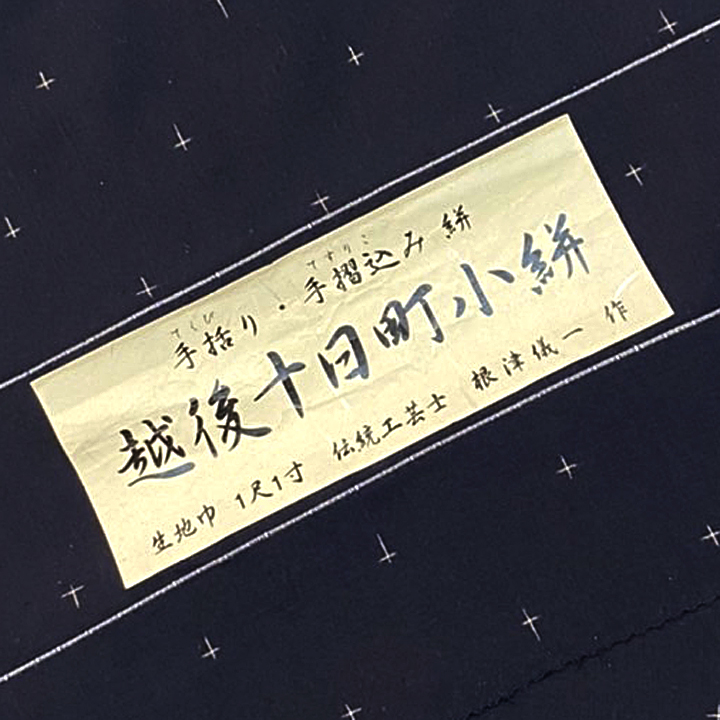 手括り・手摺込み絣
越後十日町小絣
生地巾 1尺1寸 伝統工芸士 根津儀一 作